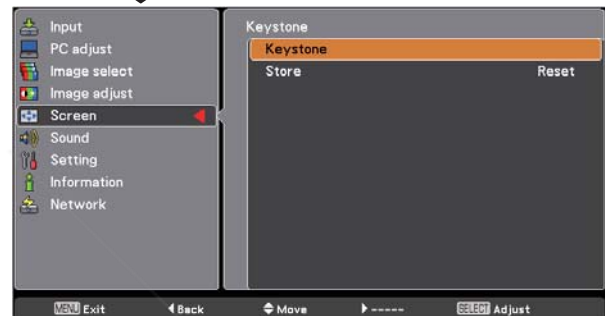 Input
PC adjust
Image select
Image adjust
Screen
Sound
Setting
Information
Network
Keystone
Keystone
Store Reset
MENU Exit Back Move ----- SELECT Adjust